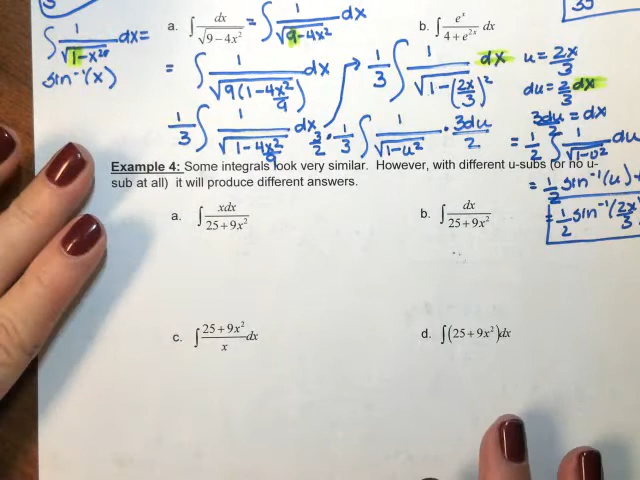 a. ∫ dx/√(9−4x²) = ∫ 1/√(9−4x²) dx
b. ∫ eˣ/(4+e²ˣ) dx
∫ 1/√(1−x²) dx =
sin⁻¹(x)
= ∫ 1/√(9(1−4x²/9)) dx
1/3 ∫ 1/√(1−4x²/9) dx
1/3 ∫ 1/√(1−(2x/3)²) dx
u = 2x/3
du = 2/3 dx
3du/2 = dx
3/2 · 1/3 ∫ 1/√(1−u²) · 3du/2
= 1/2 ∫ 1/√(1−u²) du
= 1/2 sin⁻¹(u) +
= 1/2 sin⁻¹(2x/3)
Example 4: Some integrals look very similar. However, with different u-subs (or no u-
sub at all) it will produce different answers.
a. ∫ xdx/(25+9x²)
b. ∫ dx/(25+9x²)
c. ∫ (25+9x²)/x dx
d. ∫(25+9x²)dx